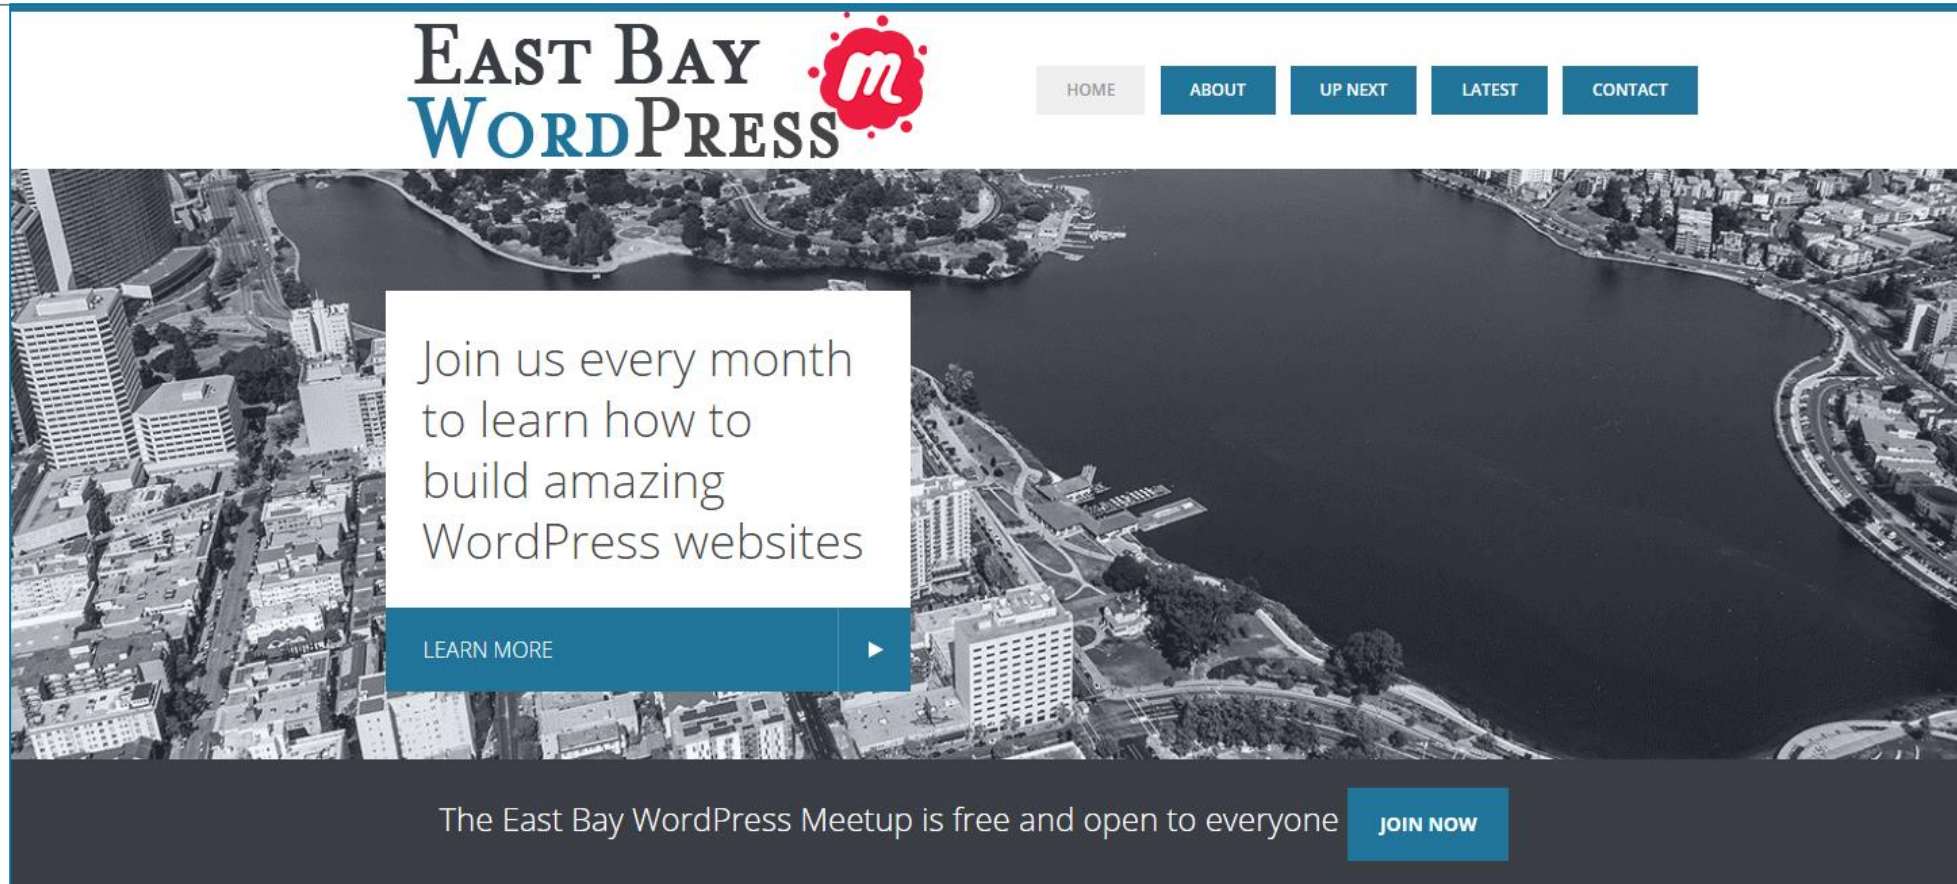 EAST BAY
WORDPRESS
m
HOME
ABOUT
UP NEXT
LATEST
CONTACT
Join us every month
to learn how to
build amazing
WordPress websites
LEARN MORE
The East Bay WordPress Meetup is free and open to everyone
JOIN NOW